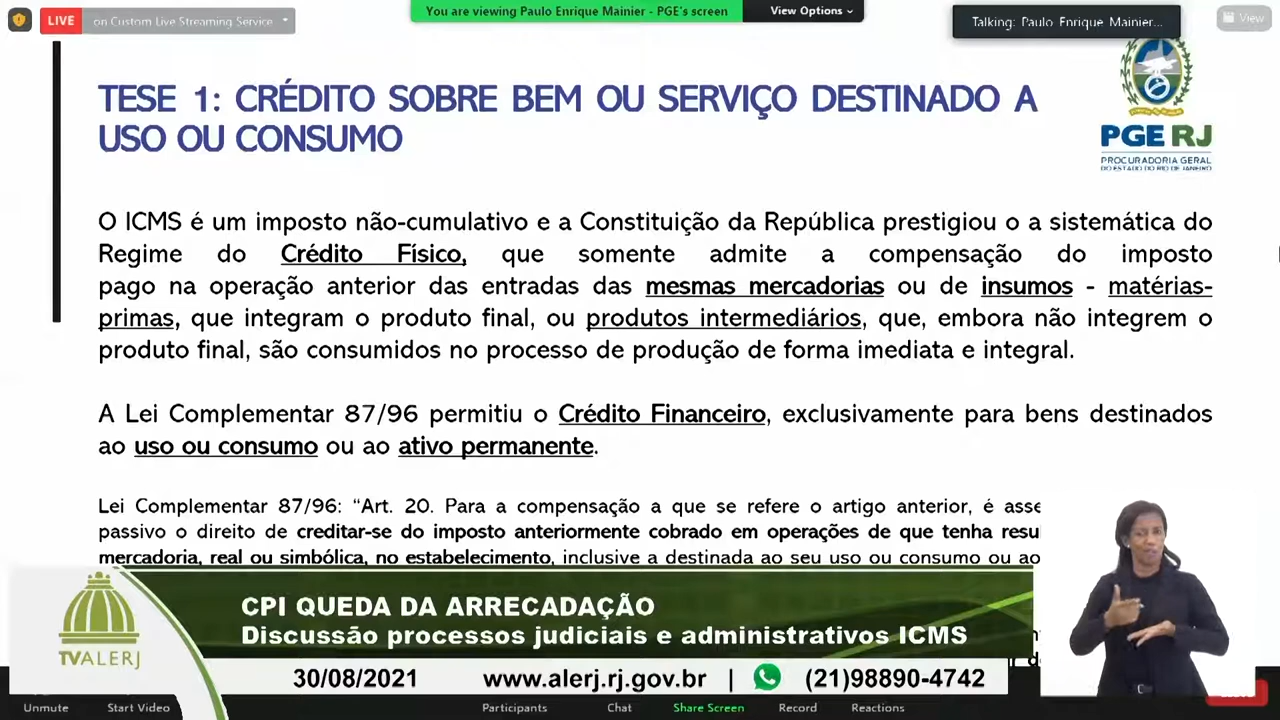 LIVE
on Custom Live Streaming Service
You are viewing Paulo Enrique Mainier - PGE's screen
View Options
Talking: Paulo Enrique Mainier...
View
TESE 1: CRÉDITO SOBRE BEM OU SERVIÇO DESTINADO A
USO OU CONSUMO
PGE RJ
PROCURADORIA GERAL
DO ESTADO DO RIO DE JANEIRO
O ICMS é um imposto não-cumulativo e a Constituição da República prestigiou o a sistemática do
Regime do Crédito Físico, que somente admite a compensação do imposto
pago na operação anterior das entradas das mesmas mercadorias ou de insumos - matérias-
primas, que integram o produto final, ou produtos intermediários, que, embora não integrem o
produto final, são consumidos no processo de produção de forma imediata e integral.
A Lei Complementar 87/96 permitiu o Crédito Financeiro, exclusivamente para bens destinados
ao uso ou consumo ou ao ativo permanente.
Lei Complementar 87/96: “Art. 20. Para a compensação a que se refere o artigo anterior, é asse
passivo o direito de creditar-se do imposto anteriormente cobrado em operações de que tenha resu
mercadoria, real ou simbólica, no estabelecimento, inclusive a destinada ao seu uso ou consumo ou ao
CPI QUEDA DA ARRECADAÇÃO
Discussão processos judiciais e administrativos ICMS
TVALERJ
30/08/2021 www.alerj.rj.gov.br | (21)98890-4742
Unmute Start Video Participants Chat Share Screen Record Reactions